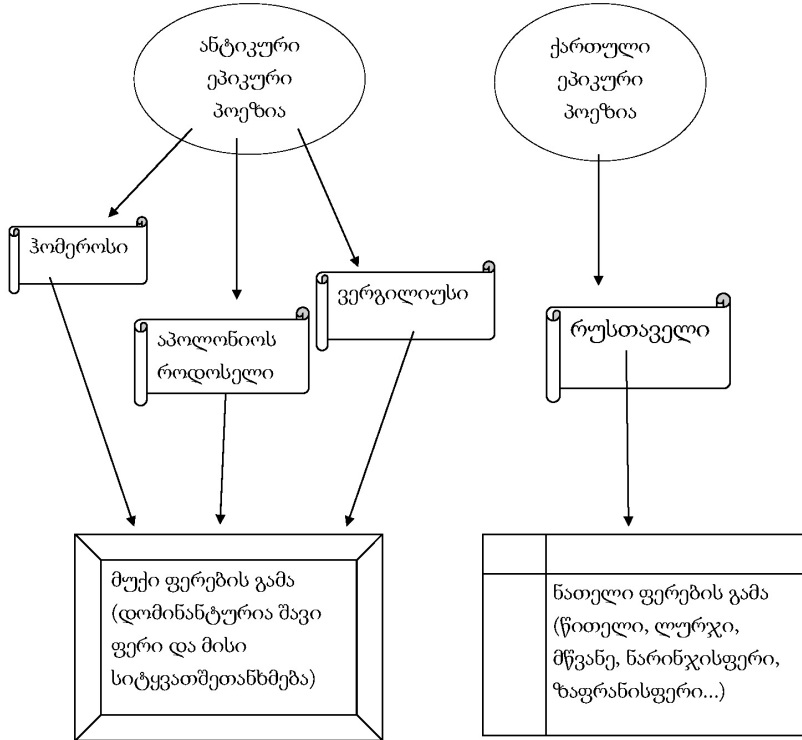 ანტიკური
ეპიკური
პოეზია
ქართული
ეპიკური
პოეზია
ჰომეროსი
ვერგილიუსი
აპოლონიოს
როდოსელი
რუსთაველი
მუქი ფერების გამა
(დომინანტურია შავი
ფერი და მისი
სიტყვათშეთანხმება)
ნათელი ფერების გამა
(წითელი, ლურჯი,
მწვანე, ნარინჯისფერი,
ზაფრანისფერი...)